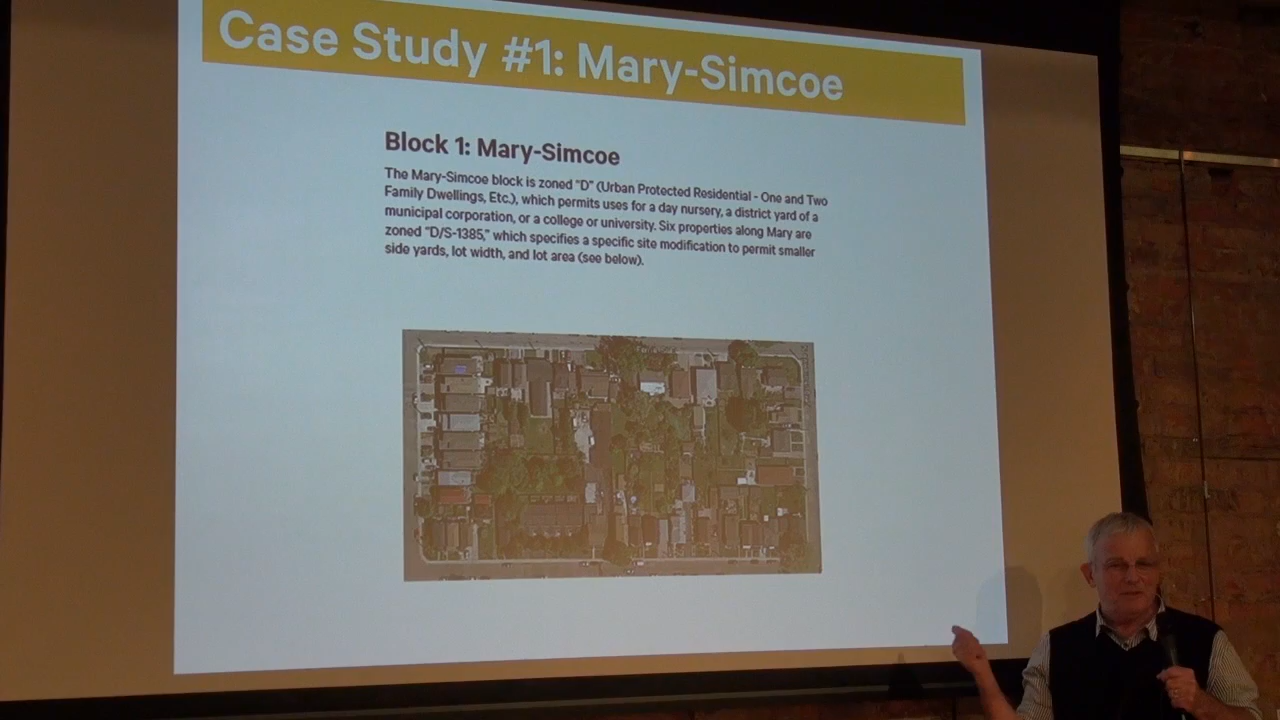 Case Study #1: Mary-Simcoe
Block 1: Mary-Simcoe
The Mary-Simcoe block is zoned "D" (Urban Protected Residential - One and Two
Family Dwellings, Etc.), which permits uses for a day nursery, a district yard of a
municipal corporation, or a college or university. Six properties along Mary are
zoned "D/S-1385," which specifies a specific site modification to permit smaller
side yards, lot width, and lot area (see below).